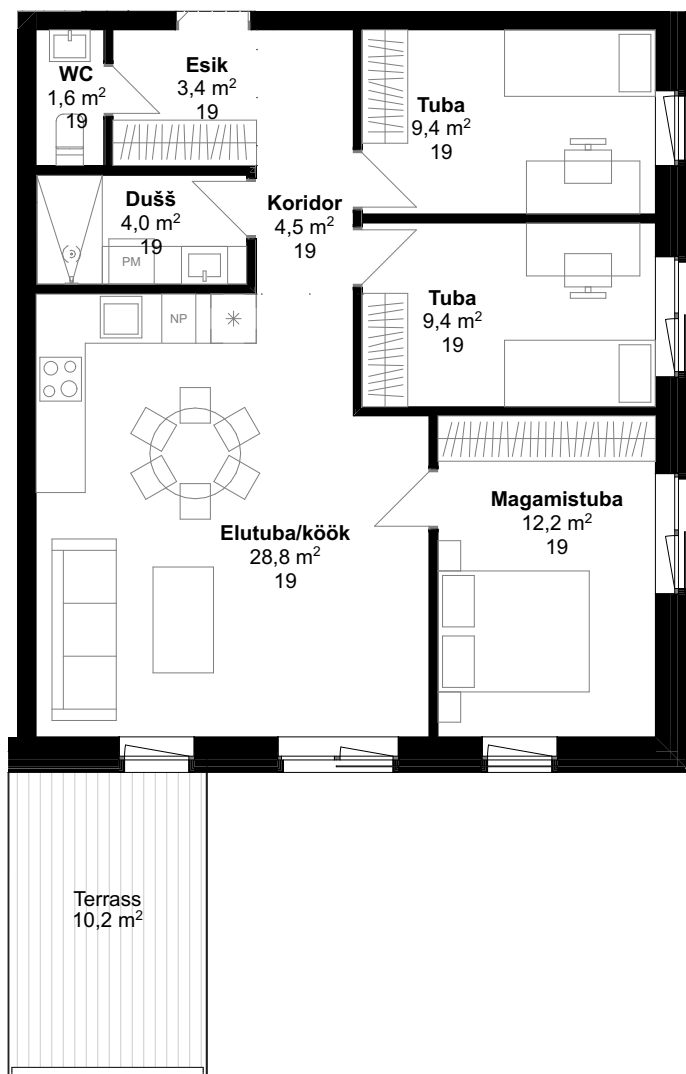 WC
1,6 m²
19
Esik
3,4 m²
19
Tuba
9,4 m²
19
Dušš
4,0 m²
19
PM
Koridor
4,5 m²
19
Tuba
9,4 m²
19
NP
Elutuba/köök
28,8 m²
19
Magamistuba
12,2 m²
19
Terrass
10,2 m²